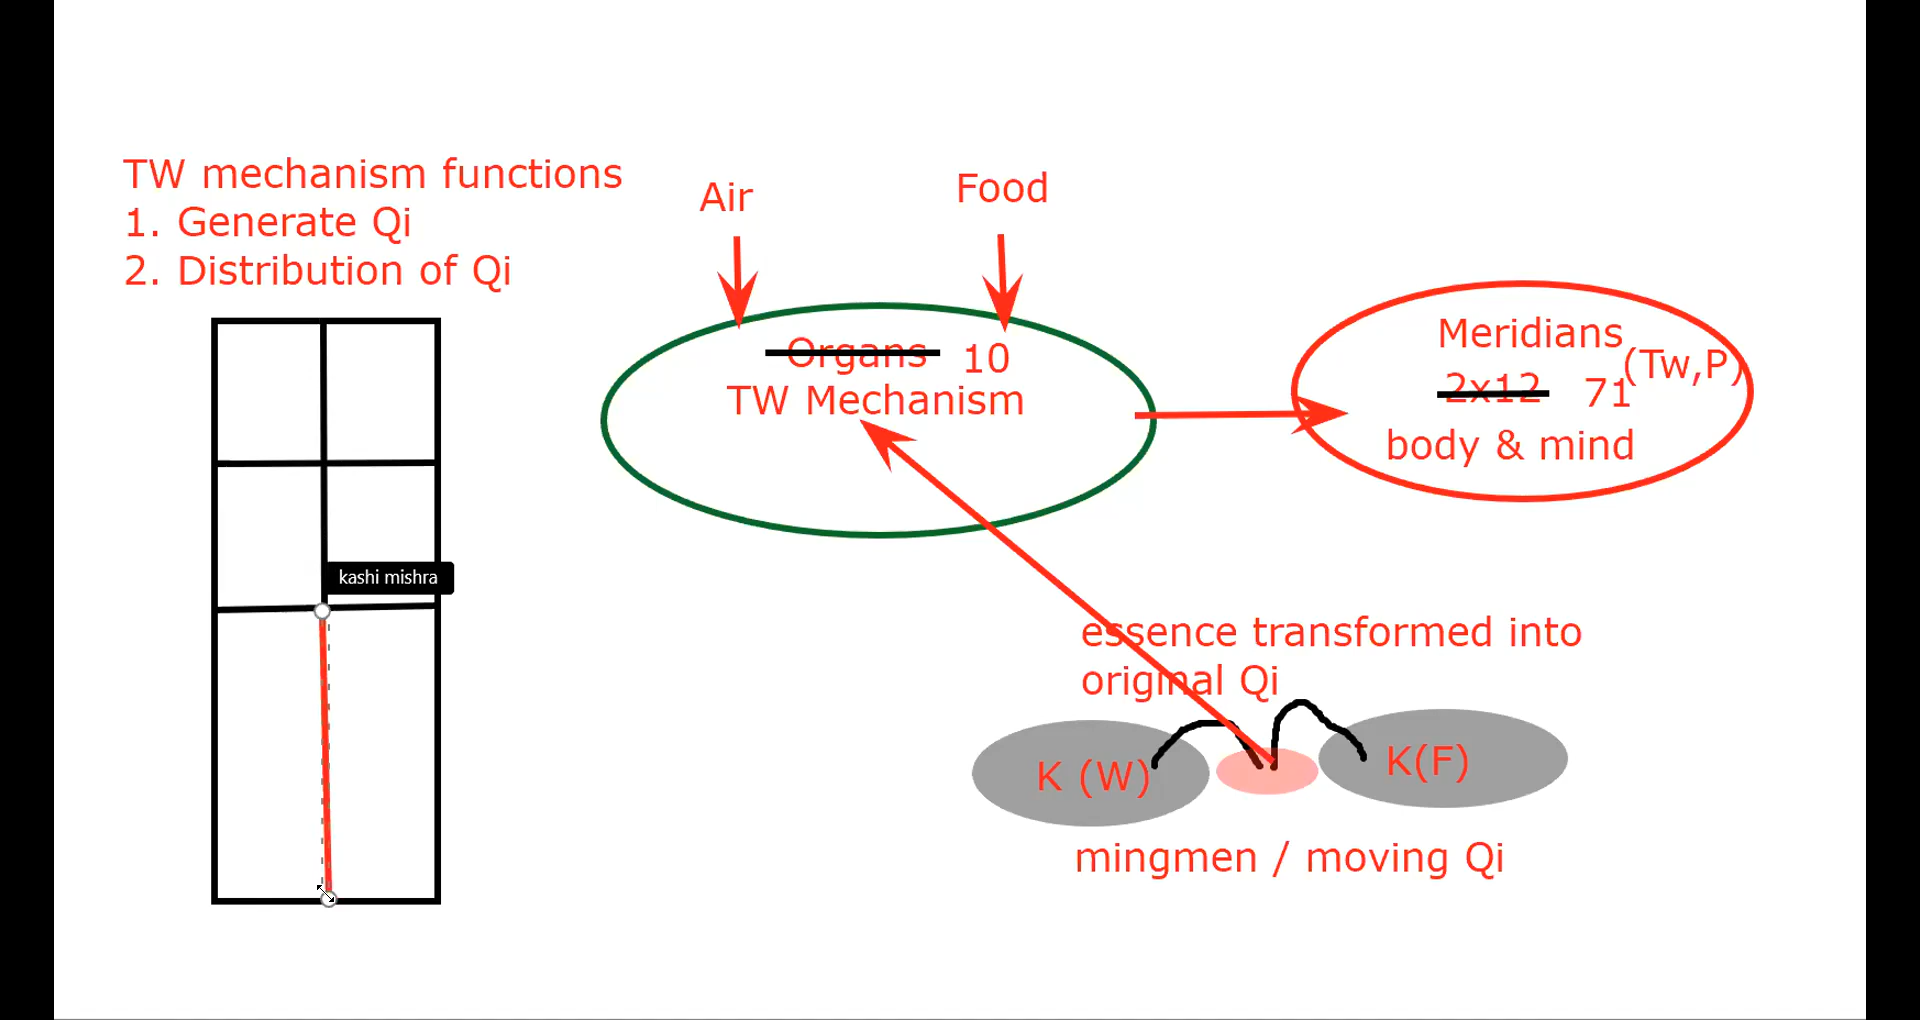 TW mechanism functions
1. Generate Qi
2. Distribution of Qi
Air
Food
Organs 10
TW Mechanism
Meridians
(Tw,P)
2x12 71
body & mind
kashi mishra
essence transformed into
original Qi
K (W)
K(F)
mingmen / moving Qi